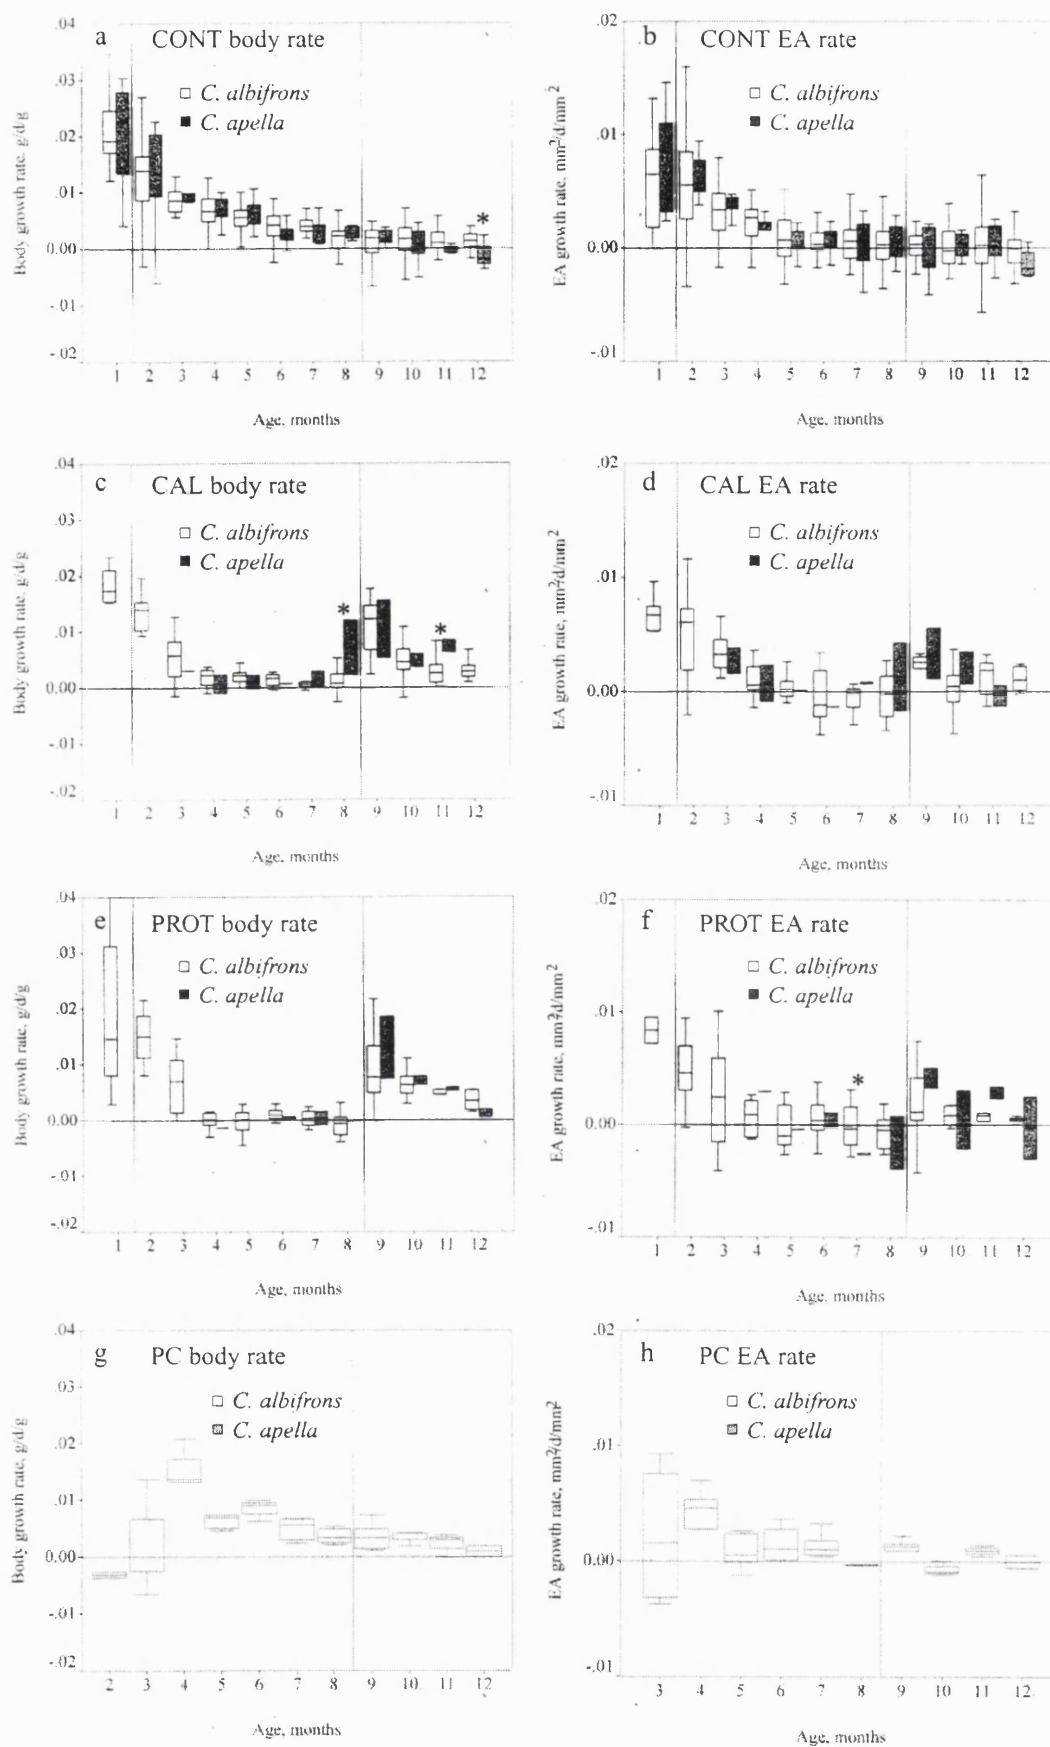 a CONT body rate
□ C. albifrons
■ C. apella
Body growth rate, g/d/g
.04
.03
.02
.01
0.00
-.01
-.02
*
1 2 3 4 5 6 7 8 9 10 11 12
Age, months
b CONT EA rate
□ C. albifrons
■ C. apella
EA growth rate, mm²/d/mm²
.02
.01
0.00
-.01
1 2 3 4 5 6 7 8 9 10 11 12
Age, months
c CAL body rate
□ C. albifrons
■ C. apella
Body growth rate, g/d/g
.04
.03
.02
.01
0.00
-.01
-.02
* *
1 2 3 4 5 6 7 8 9 10 11 12
Age, months
d CAL EA rate
□ C. albifrons
■ C. apella
EA growth rate, mm²/d/mm²
.02
.01
0.00
-.01
1 2 3 4 5 6 7 8 9 10 11 12
Age, months
e PROT body rate
□ C. albifrons
■ C. apella
Body growth rate, g/d/g
.04
.03
.02
.01
0.00
-.01
-.02
1 2 3 4 5 6 7 8 9 10 11 12
Age, months
f PROT EA rate
□ C. albifrons
■ C. apella
EA growth rate, mm²/d/mm²
.02
.01
0.00
-.01
*
1 2 3 4 5 6 7 8 9 10 11 12
Age, months
g PC body rate
□ C. albifrons
■ C. apella
Body growth rate, g/d/g
.04
.03
.02
.01
0.00
-.01
-.02
2 3 4 5 6 7 8 9 10 11 12
Age, months
h PC EA rate
□ C. albifrons
■ C. apella
EA growth rate, mm²/d/mm²
.02
.01
0.00
-.01
3 4 5 6 7 8 9 10 11 12
Age, months